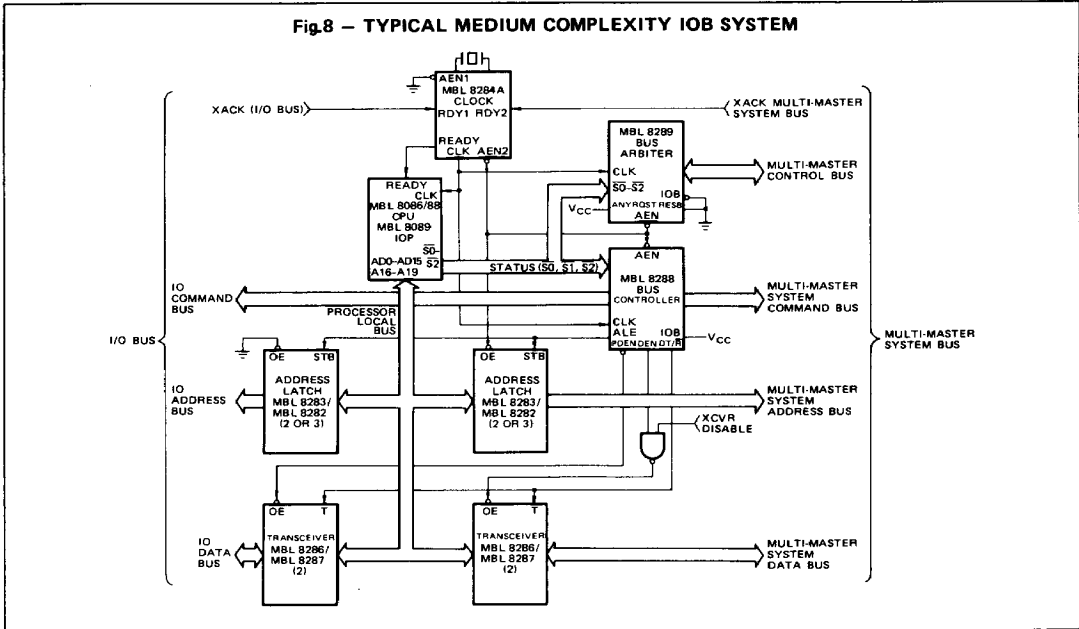 Fig.8 — TYPICAL MEDIUM COMPLEXITY IOB SYSTEM
AEN1
MBL 8284A
CLOCK
RDY1 RDY2
READY
CLK AEN2
XACK (I/O BUS)
XACK MULTI-MASTER
SYSTEM BUS
MBL 8289
BUS
ARBITER
CLK
S0-S2
IOB
ANYRQST RESB
AEN
VCC
MULTI-MASTER
CONTROL BUS
READY
CLK
MBL 8086/88
CPU
MBL 8089
IOP
S0-
S2
AD0-AD15
A16-A19
STATUS (S0, S1, S2)
AEN
MBL 8288
BUS
CONTROLLER
CLK
ALE IOB
PDEN DEN DT/R
VCC
IO
COMMAND
BUS
PROCESSOR
LOCAL
BUS
MULTI-MASTER
SYSTEM
COMMAND BUS
I/O BUS
MULTI-MASTER
SYSTEM BUS
OE STB
ADDRESS
LATCH
MBL 8283/
MBL 8282
(2 OR 3)
OE STB
ADDRESS
LATCH
MBL 8283/
MBL 8282
(2 OR 3)
IO
ADDRESS
BUS
MULTI-MASTER
SYSTEM
ADDRESS BUS
XCVR
DISABLE
OE T
TRANSCEIVER
MBL 8286/
MBL 8287
(2)
OE T
TRANSCEIVER
MBL 8286/
MBL 8287
(2)
IO
DATA
BUS
MULTI-MASTER
SYSTEM
DATA BUS